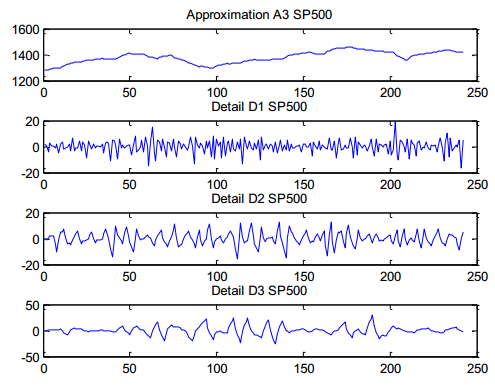 Approximation A3 SP500
1600
1400
1200
0 50 100 150 200 250
Detail D1 SP500
20
0
-20
0 50 100 150 200 250
Detail D2 SP500
20
0
-20
0 50 100 150 200 250
Detail D3 SP500
50
0
-50
0 50 100 150 200 250